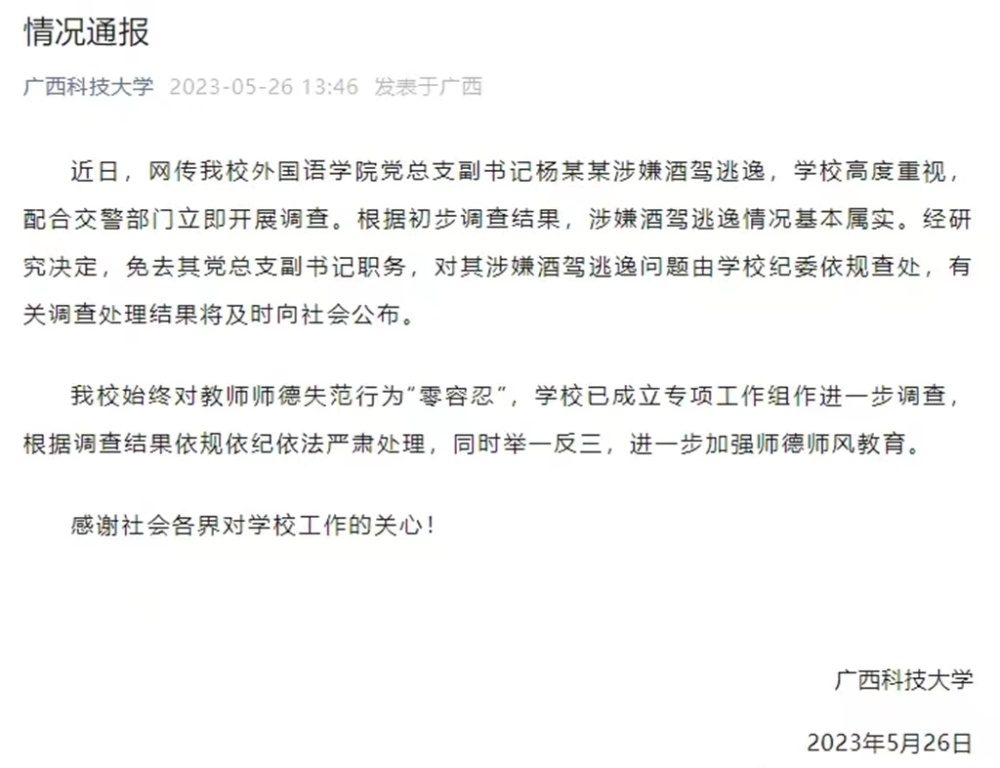 情况通报
广西科技大学 2023-05-26 13:46 发表于广西
近日，网传我校外国语学院党总支副书记杨某某涉嫌酒驾逃逸，学校高度重视，
配合交警部门立即开展调查。根据初步调查结果，涉嫌酒驾逃逸情况基本属实。经研
究决定，免去其党总支副书记职务，对其涉嫌酒驾逃逸问题由学校纪委依规查处，有
关调查处理结果将及时向社会公布。
我校始终对教师师德失范行为“零容忍”，学校已成立专项工作组作进一步调查，
根据调查结果依规依纪依法严肃处理，同时举一反三，进一步加强师德师风教育。
感谢社会各界对学校工作的关心！
广西科技大学
2023年5月26日